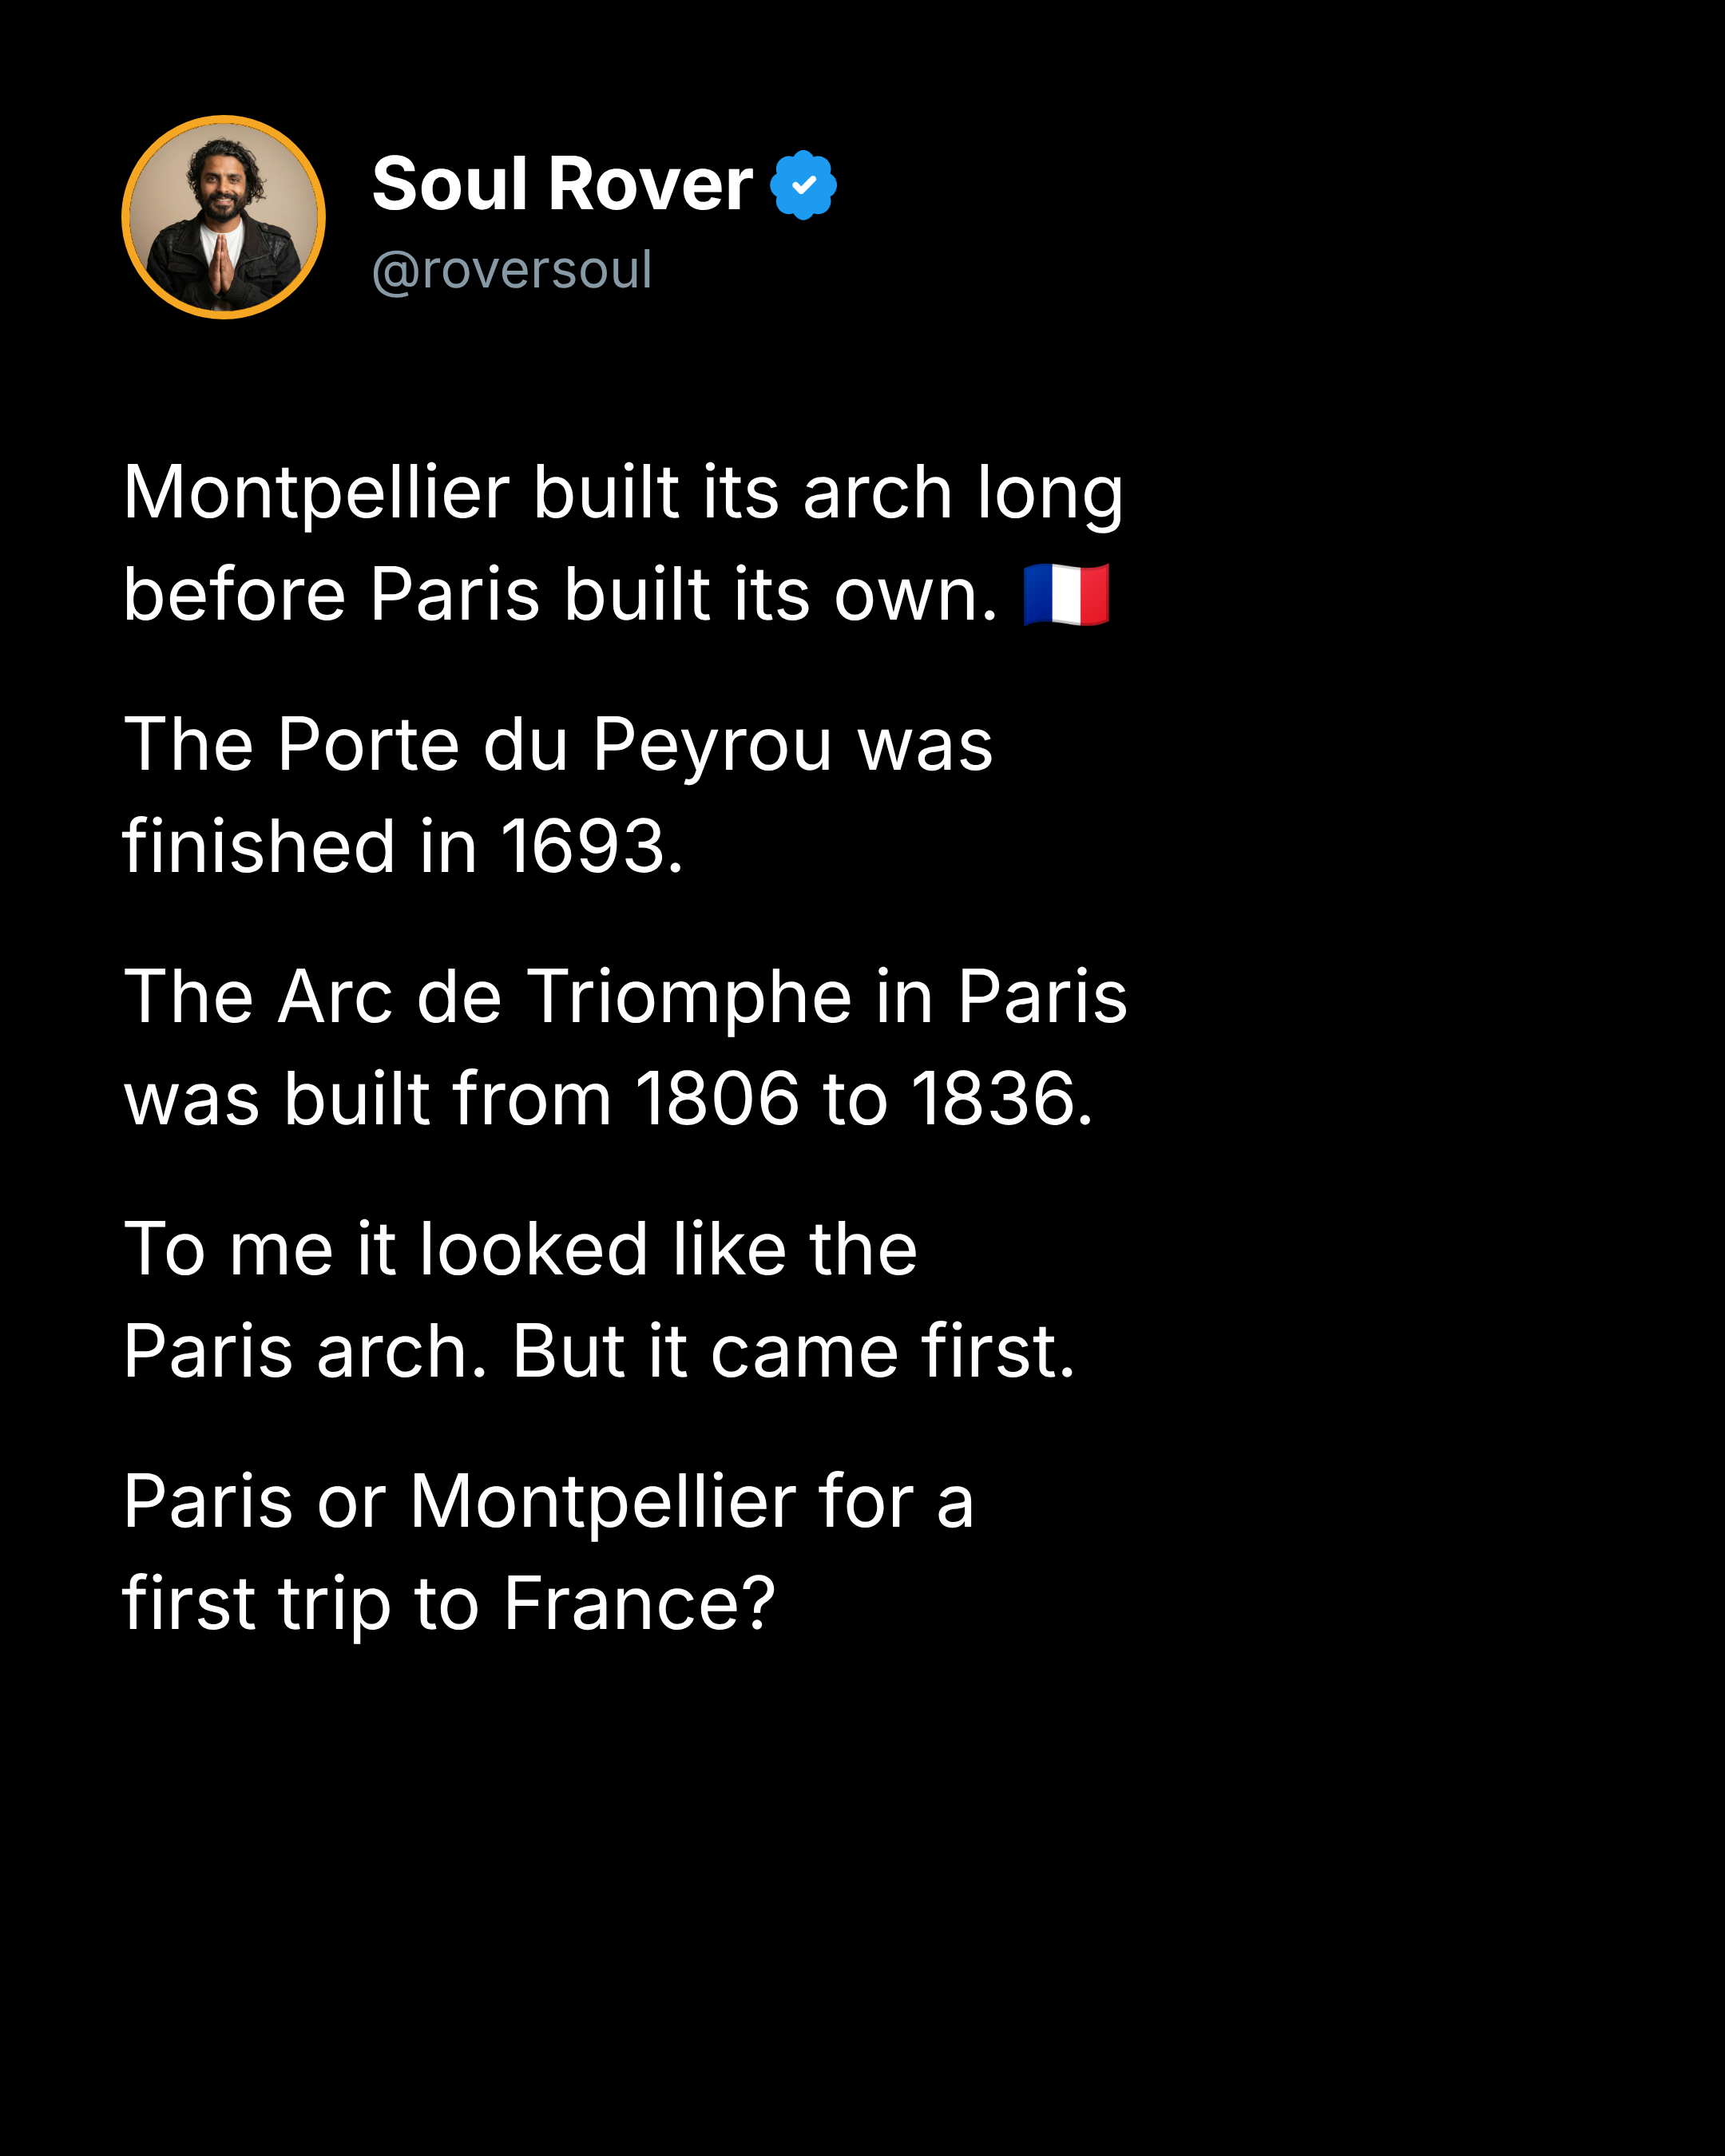 Soul Rover
@roversoul
Montpellier built its arch long
before Paris built its own. 🇫🇷
The Porte du Peyrou was
finished in 1693.
The Arc de Triomphe in Paris
was built from 1806 to 1836.
To me it looked like the
Paris arch. But it came first.
Paris or Montpellier for a
first trip to France?